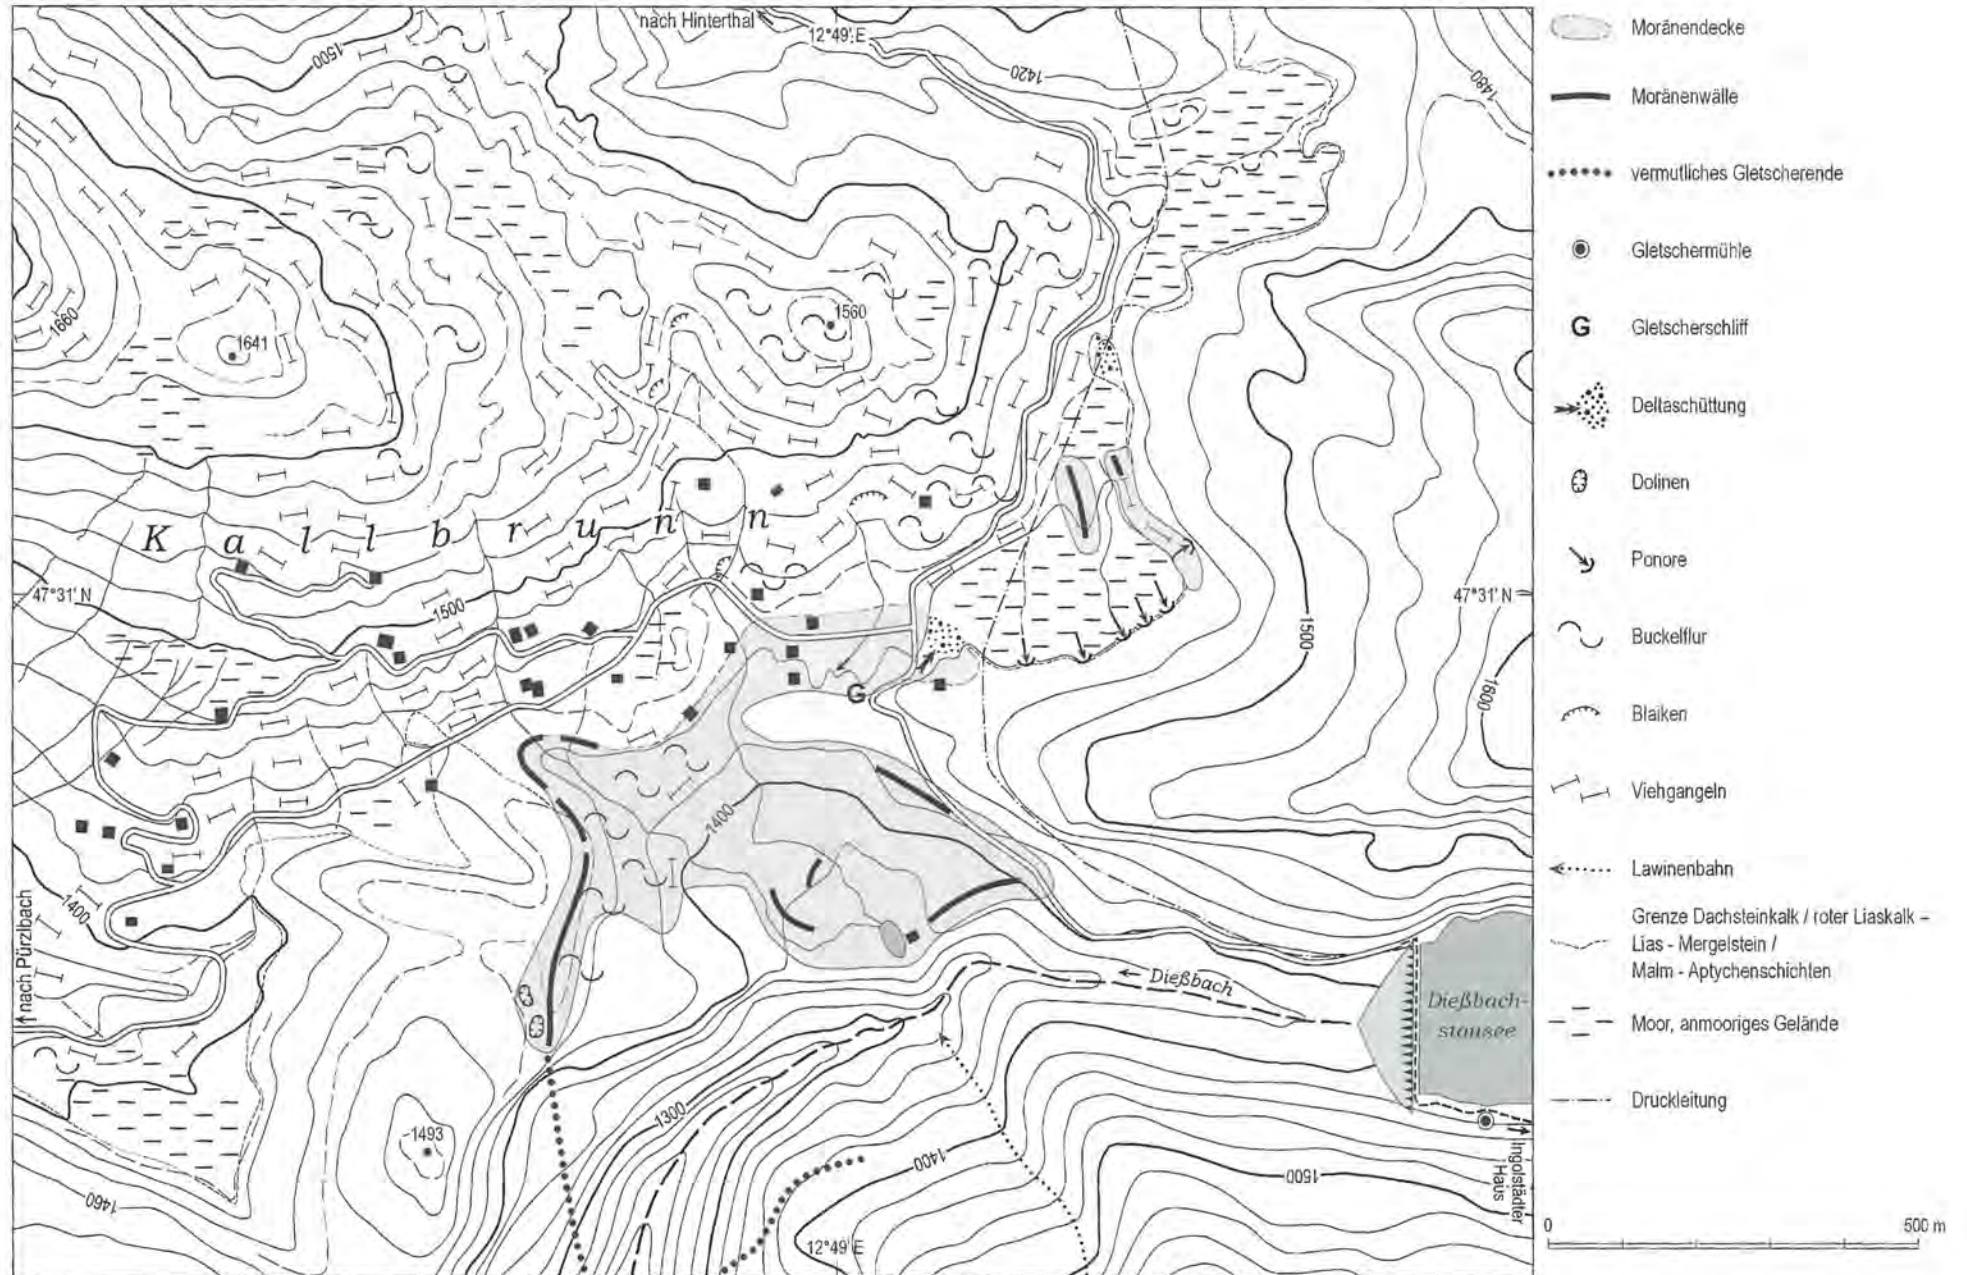 nach Hinterthal
12°49' E
1500
1420
1480
1660
1641
1560
K a l l b r u n n
47°31' N
1500
47°31' N
1500
1600
G
1400
1400
nach Pürzlbach
Dießbach
Dießbach-
stausee
1493
1300
1400
1500
1460
12°49' E
Ingolstädter
Haus
Moränendecke
Moränenwälle
vermutliches Gletscherende
Gletschermühle
G Gletscherschliff
Deltaschüttung
Dolinen
Ponore
Buckelflur
Blaiken
Viehgangeln
Lawinenbahn
Grenze Dachsteinkalk / roter Liaskalk –
Lias - Mergelstein /
Malm - Aptychenschichten
Moor, anmooriges Gelände
Druckleitung
0 500 m